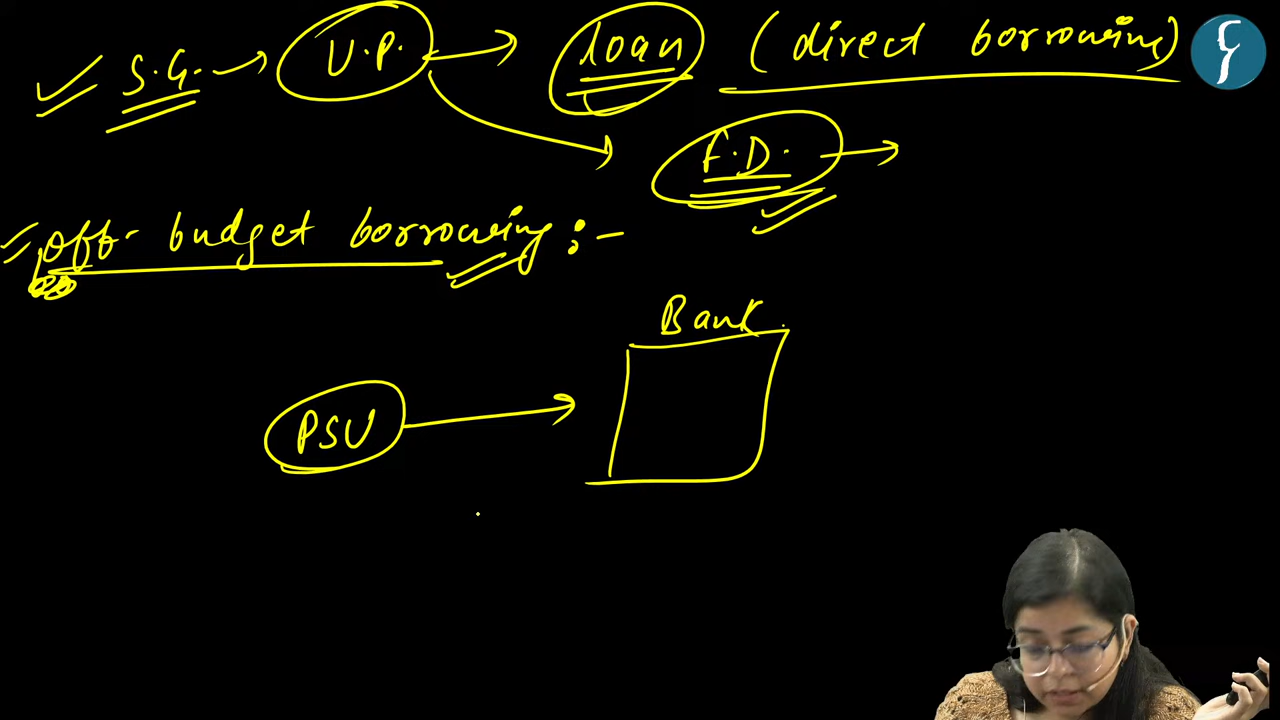 S.G. → U.P. → loan (direct borrowing)
F.D. →
off-budget borrowing :-
Bank
PSU →